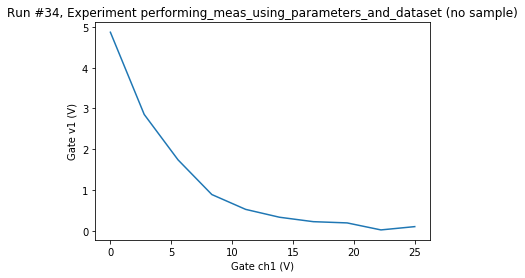 Run #34, Experiment performing_meas_using_parameters_and_dataset (no sample)
5
4
3
2
1
0
Gate v1 (V)
0 5 10 15 20 25
Gate ch1 (V)